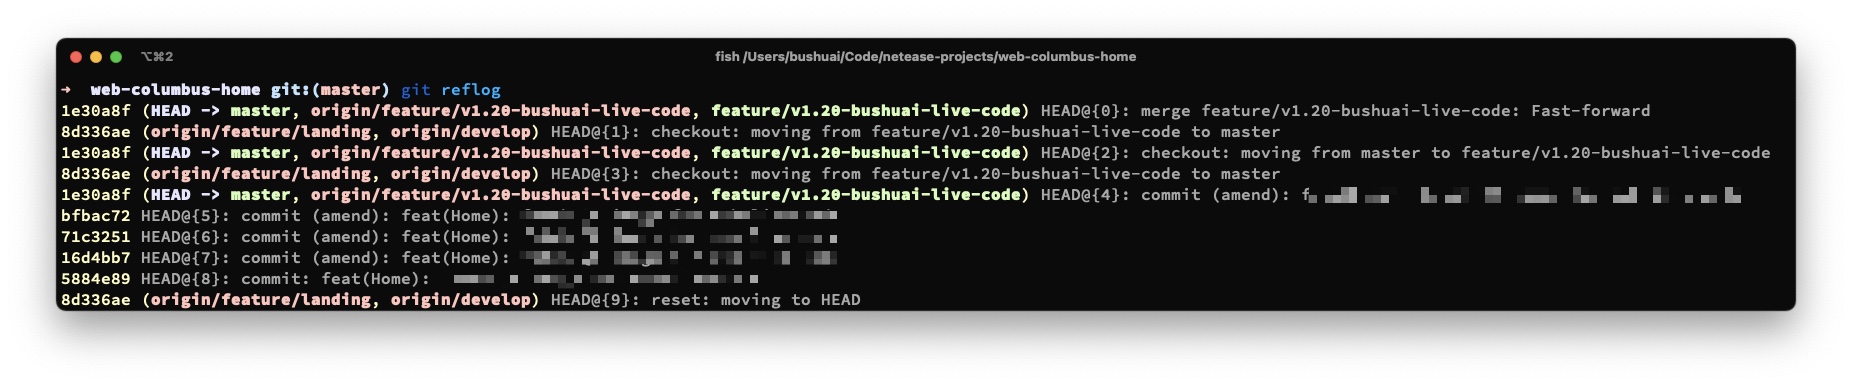 ⌥⌘2
fish /Users/bushuai/Code/netease-projects/web-columbus-home
➜ web-columbus-home git:(master) git reflog
1e30a8f (HEAD -> master, origin/feature/v1.20-bushuai-live-code, feature/v1.20-bushuai-live-code) HEAD@{0}: merge feature/v1.20-bushuai-live-code: Fast-forward
8d336ae (origin/feature/landing, origin/develop) HEAD@{1}: checkout: moving from feature/v1.20-bushuai-live-code to master
1e30a8f (HEAD -> master, origin/feature/v1.20-bushuai-live-code, feature/v1.20-bushuai-live-code) HEAD@{2}: checkout: moving from master to feature/v1.20-bushuai-live-code
8d336ae (origin/feature/landing, origin/develop) HEAD@{3}: checkout: moving from feature/v1.20-bushuai-live-code to master
1e30a8f (HEAD -> master, origin/feature/v1.20-bushuai-live-code, feature/v1.20-bushuai-live-code) HEAD@{4}: commit (amend):
bfbac72 HEAD@{5}: commit (amend): feat(Home):
71c3251 HEAD@{6}: commit (amend): feat(Home):
16d4bb7 HEAD@{7}: commit (amend): feat(Home):
5884e89 HEAD@{8}: commit: feat(Home):
8d336ae (origin/feature/landing, origin/develop) HEAD@{9}: reset: moving to HEAD